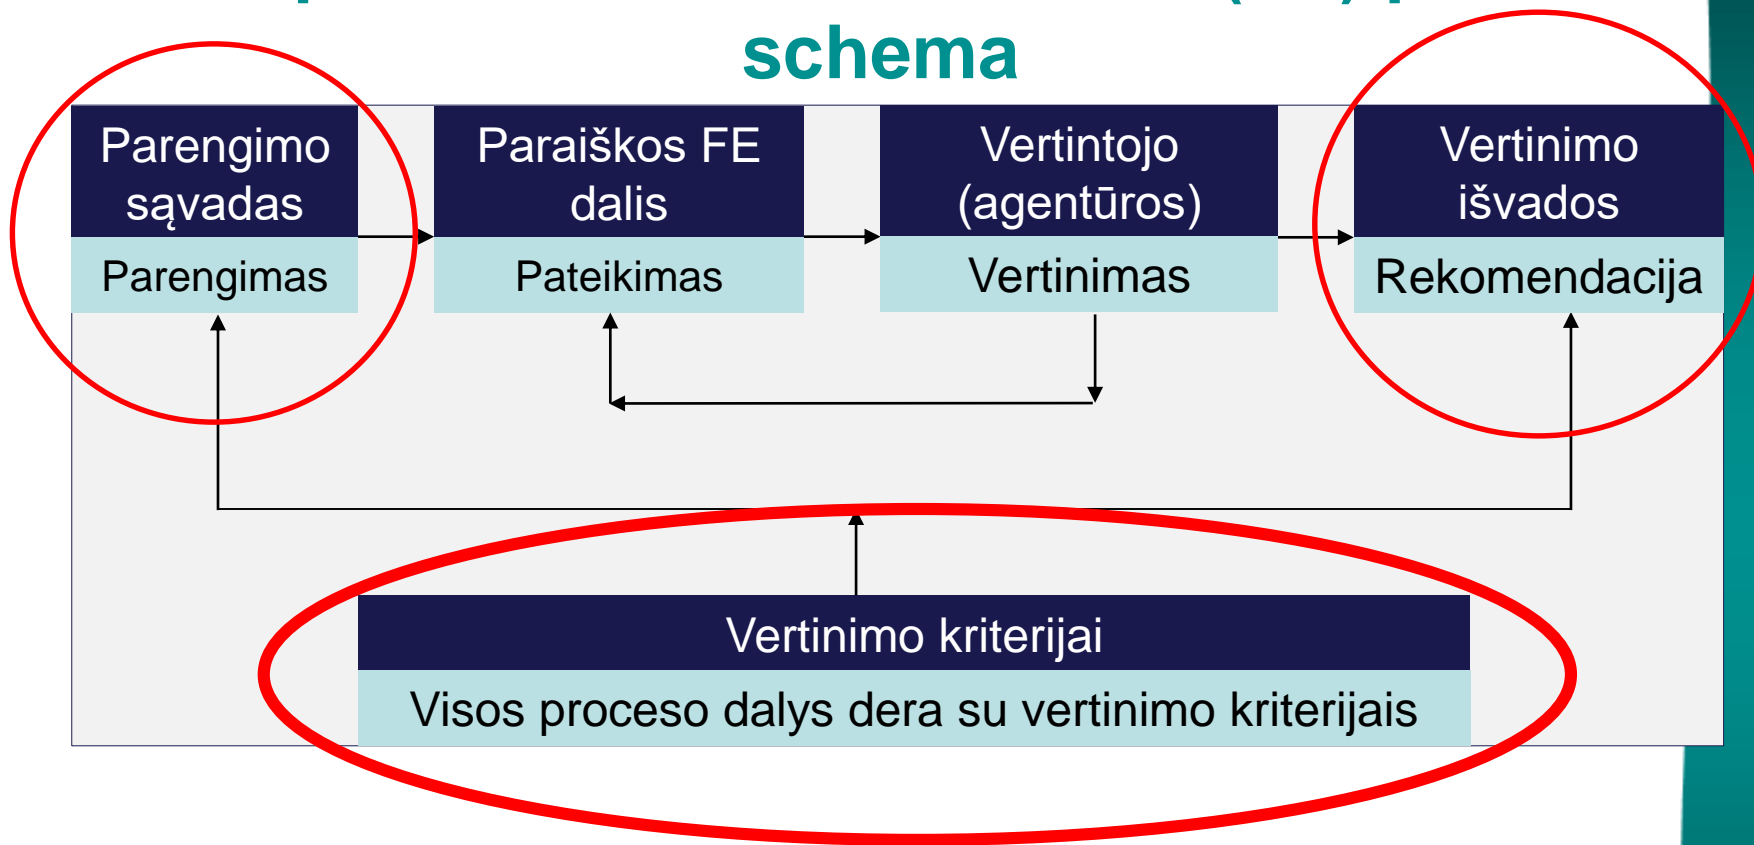 schema
Parengimo
sąvadas
Parengimas
Paraiškos FE
dalis
Pateikimas
Vertintojo
(agentūros)
Vertinimas
Vertinimo
išvados
Rekomendacija
Vertinimo kriterijai
Visos proceso dalys dera su vertinimo kriterijais